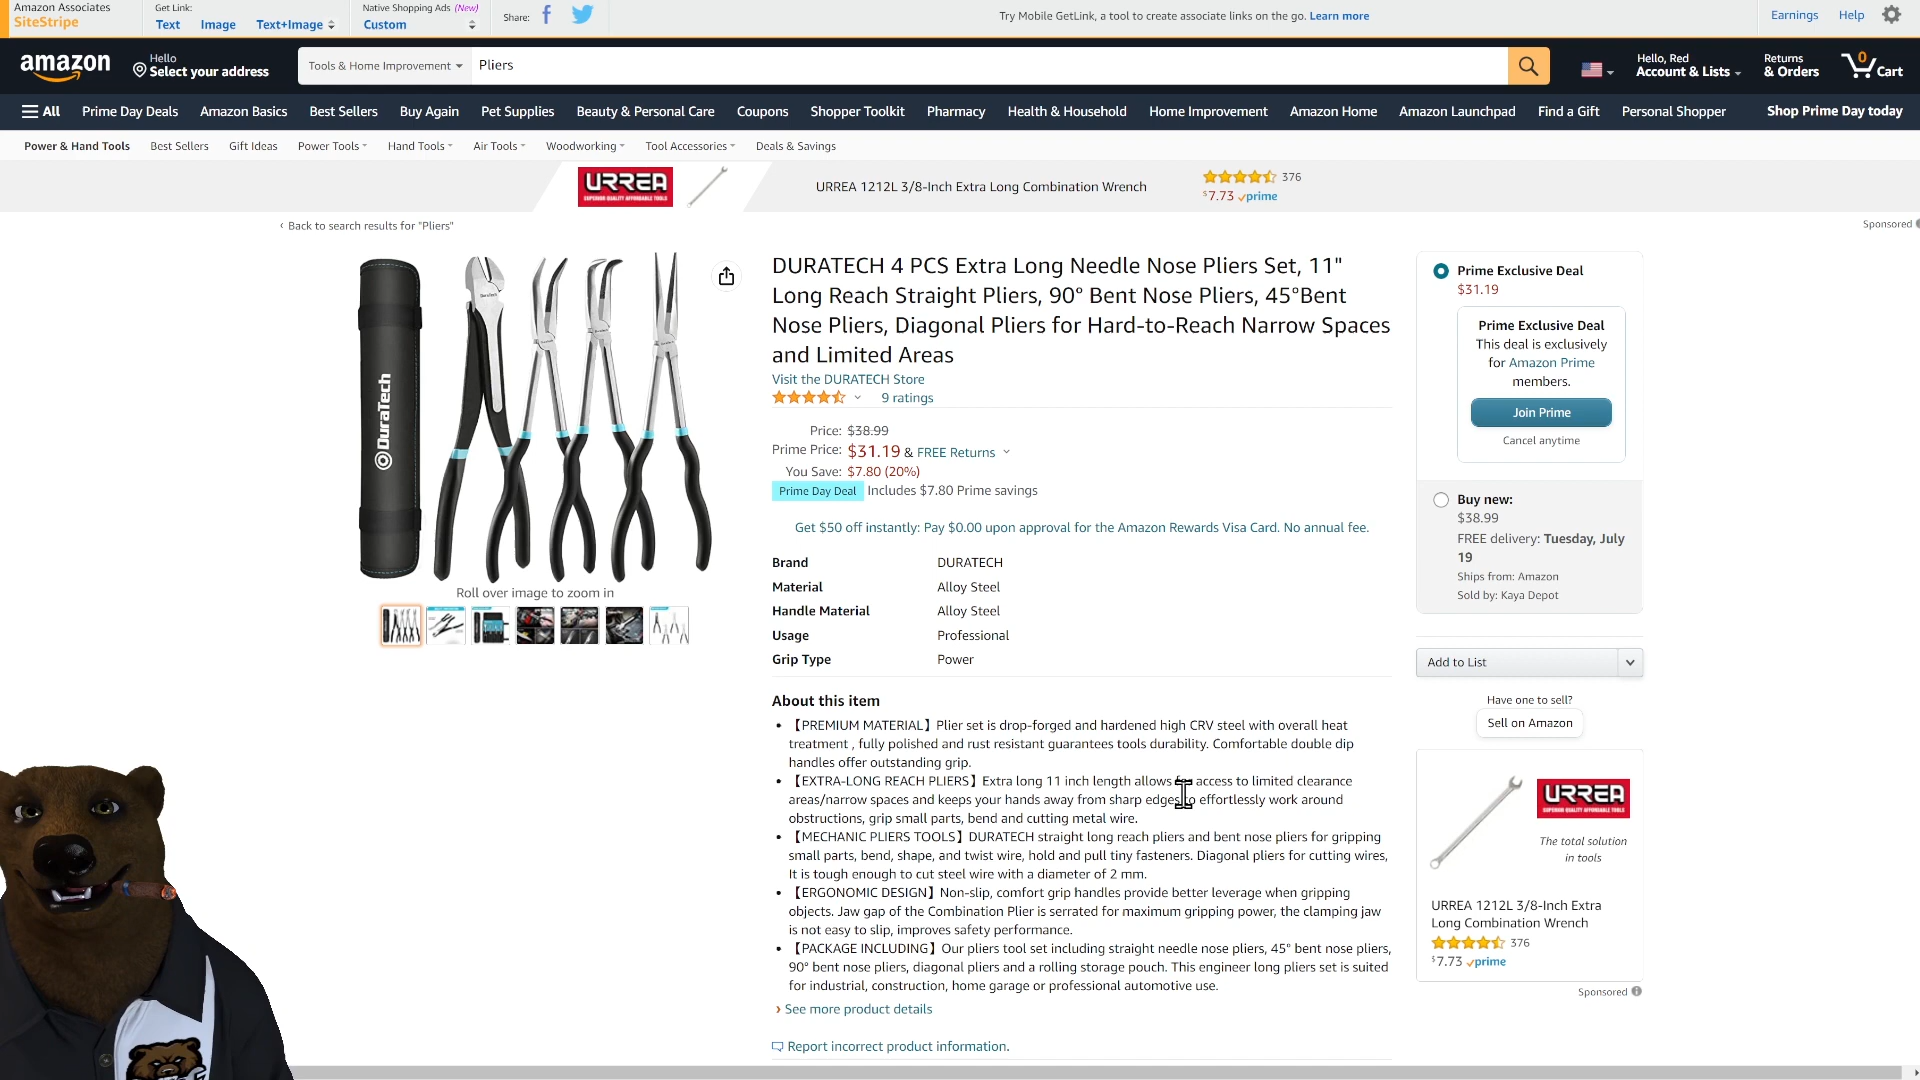 Amazon Associates
SiteStripe
Get Link:
Text Image Text+Image
Native Shopping Ads (New)
Custom
Share:
Try Mobile GetLink, a tool to create associate links on the go. Learn more
Earnings Help
amazon
Hello
Select your address
Tools & Home Improvement
Pliers
Hello, Red
Account & Lists
Returns
& Orders
0
Cart
All Prime Day Deals Amazon Basics Best Sellers Buy Again Pet Supplies Beauty & Personal Care Coupons Shopper Toolkit Pharmacy Health & Household Home Improvement Amazon Home Amazon Launchpad Find a Gift Personal Shopper Shop Prime Day today
Power & Hand Tools Best Sellers Gift Ideas Power Tools Hand Tools Air Tools Woodworking Tool Accessories Deals & Savings
URREA
SUPERIOR QUALITY AFFORDABLE TOOLS
URREA 1212L 3/8-Inch Extra Long Combination Wrench
376
$7.73 prime
‹ Back to search results for "Pliers"
Sponsored
DuraTech
Roll over image to zoom in
DURATECH 4 PCS Extra Long Needle Nose Pliers Set, 11"
Long Reach Straight Pliers, 90° Bent Nose Pliers, 45°Bent
Nose Pliers, Diagonal Pliers for Hard-to-Reach Narrow Spaces
and Limited Areas
Visit the DURATECH Store
9 ratings
Price: $38.99
Prime Price: $31.19 & FREE Returns
You Save: $7.80 (20%)
Prime Day Deal Includes $7.80 Prime savings
Get $50 off instantly: Pay $0.00 upon approval for the Amazon Rewards Visa Card. No annual fee.
Brand DURATECH
Material Alloy Steel
Handle Material Alloy Steel
Usage Professional
Grip Type Power
About this item
• 【PREMIUM MATERIAL】Plier set is drop-forged and hardened high CRV steel with overall heat
treatment , fully polished and rust resistant guarantees tools durability. Comfortable double dip
handles offer outstanding grip.
• 【EXTRA-LONG REACH PLIERS】Extra long 11 inch length allows access to limited clearance
areas/narrow spaces and keeps your hands away from sharp edges to effortlessly work around
obstructions, grip small parts, bend and cutting metal wire.
• 【MECHANIC PLIERS TOOLS】DURATECH straight long reach pliers and bent nose pliers for gripping
small parts, bend, shape, and twist wire, hold and pull tiny fasteners. Diagonal pliers for cutting wires,
It is tough enough to cut steel wire with a diameter of 2 mm.
• 【ERGONOMIC DESIGN】Non-slip, comfort grip handles provide better leverage when gripping
objects. Jaw gap of the Combination Plier is serrated for maximum gripping power, the clamping jaw
is not easy to slip, improves safety performance.
• 【PACKAGE INCLUDING】Our pliers tool set including straight needle nose pliers, 45° bent nose pliers,
90° bent nose pliers, diagonal pliers and a rolling storage pouch. This engineer long pliers set is suited
for industrial, construction, home garage or professional automotive use.
› See more product details
Report incorrect product information.
Prime Exclusive Deal
$31.19
Prime Exclusive Deal
This deal is exclusively
for Amazon Prime
members.
Join Prime
Cancel anytime
Buy new:
$38.99
FREE delivery: Tuesday, July
19
Ships from: Amazon
Sold by: Kaya Depot
Add to List
Have one to sell?
Sell on Amazon
URREA
SUPERIOR QUALITY AFFORDABLE TOOLS
The total solution
in tools
URREA 1212L 3/8-Inch Extra
Long Combination Wrench
376
$7.73 prime
Sponsored